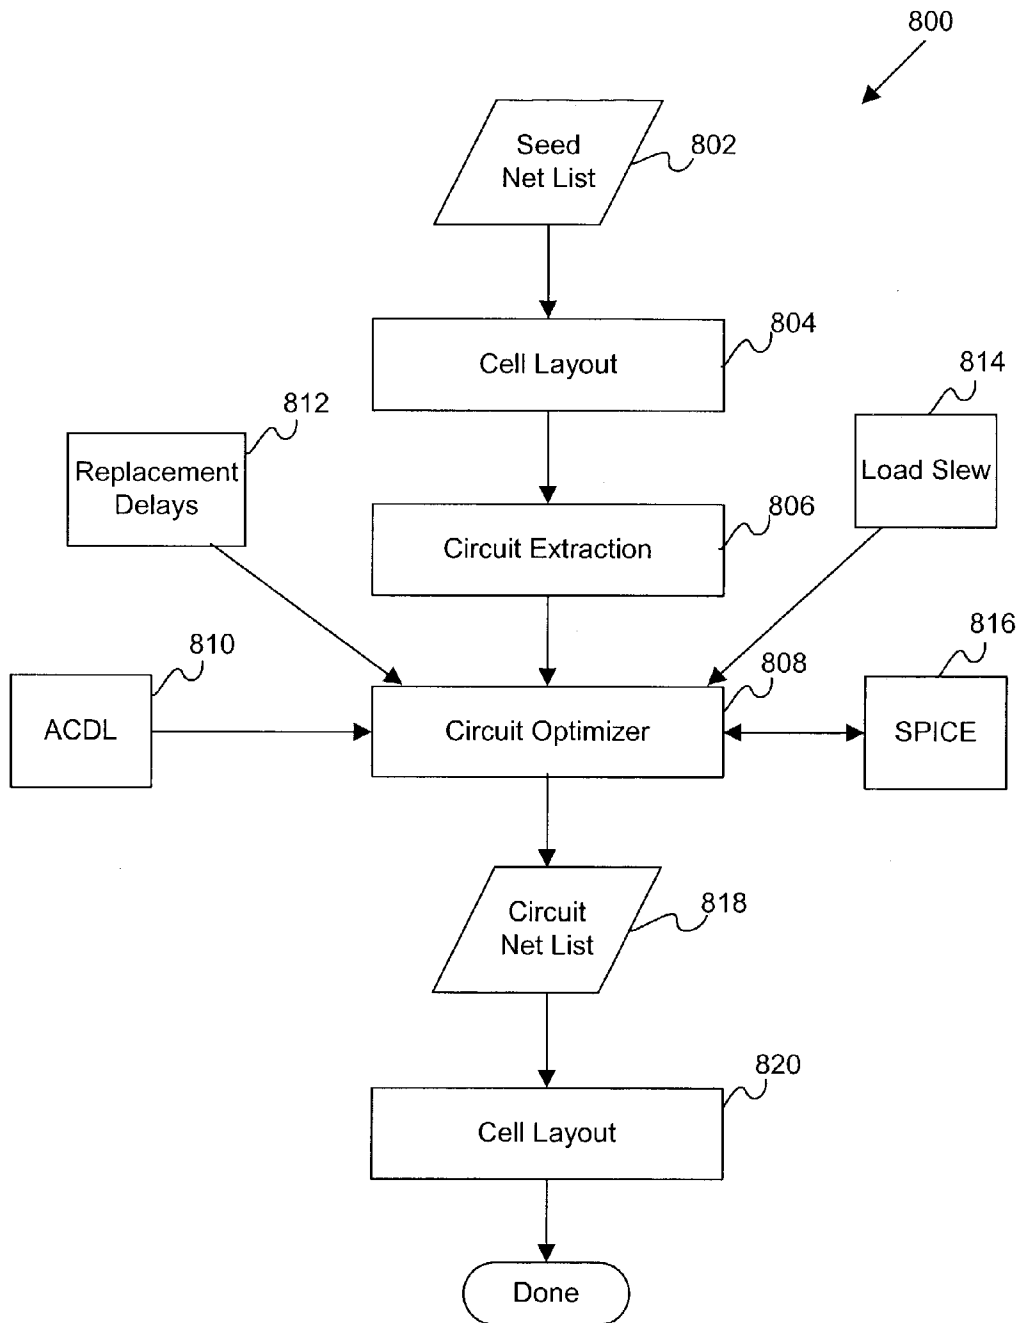 800
Seed
Net List
802
Cell Layout
804
Replacement
Delays
812
Load Slew
814
Circuit Extraction
806
ACDL
810
Circuit Optimizer
808
SPICE
816
Circuit
Net List
818
Cell Layout
820
Done